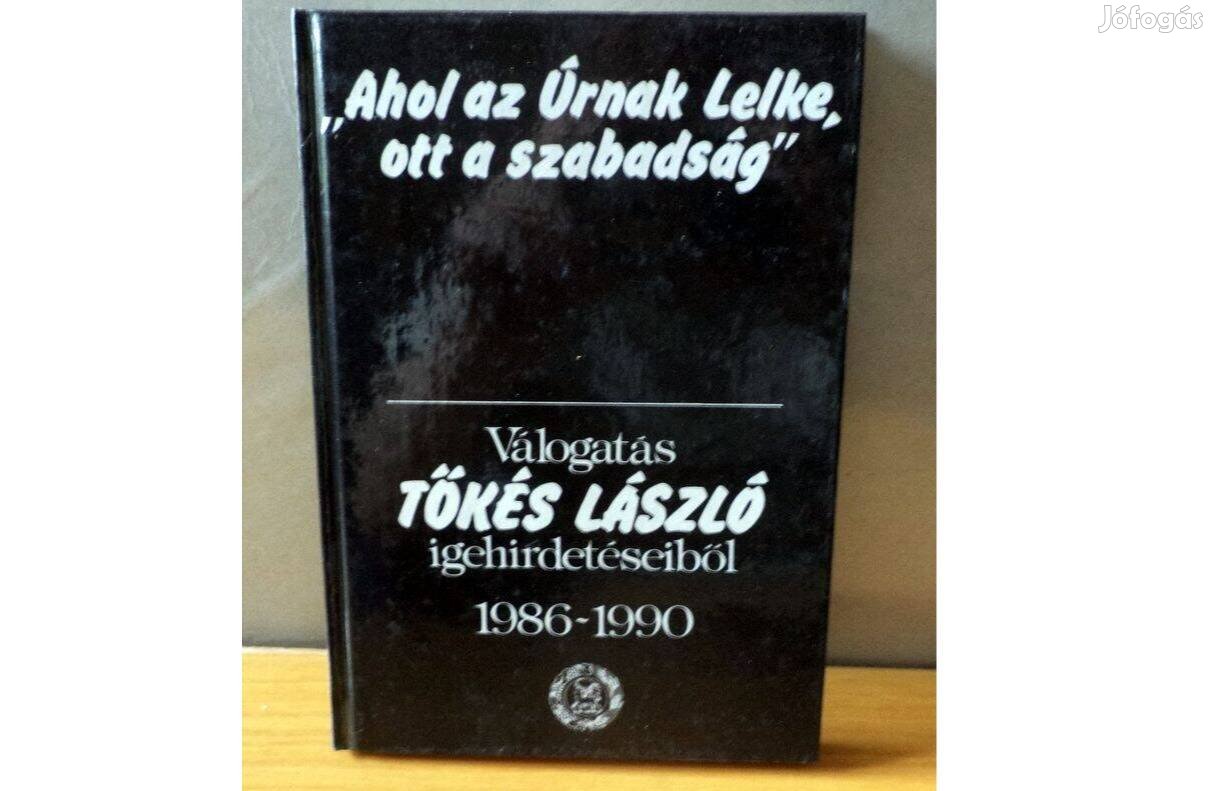 Jófogás
„Ahol az Úrnak Lelke,
ott a szabadság”
Válogatás
TŐKÉS LÁSZLÓ
igehirdetéseiből
1986-1990